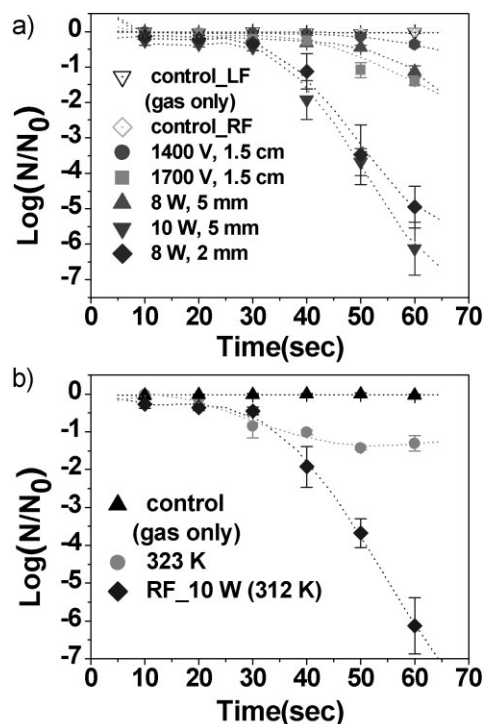 a)
0
-1
-2
-3
-4
-5
-6
-7
Log(N/N₀)
control_LF
(gas only)
control_RF
1400 V, 1.5 cm
1700 V, 1.5 cm
8 W, 5 mm
10 W, 5 mm
8 W, 2 mm
0 10 20 30 40 50 60 70
Time(sec)
b)
0
-1
-2
-3
-4
-5
-6
-7
Log(N/N₀)
control
(gas only)
323 K
RF_10 W (312 K)
0 10 20 30 40 50 60 70
Time(sec)